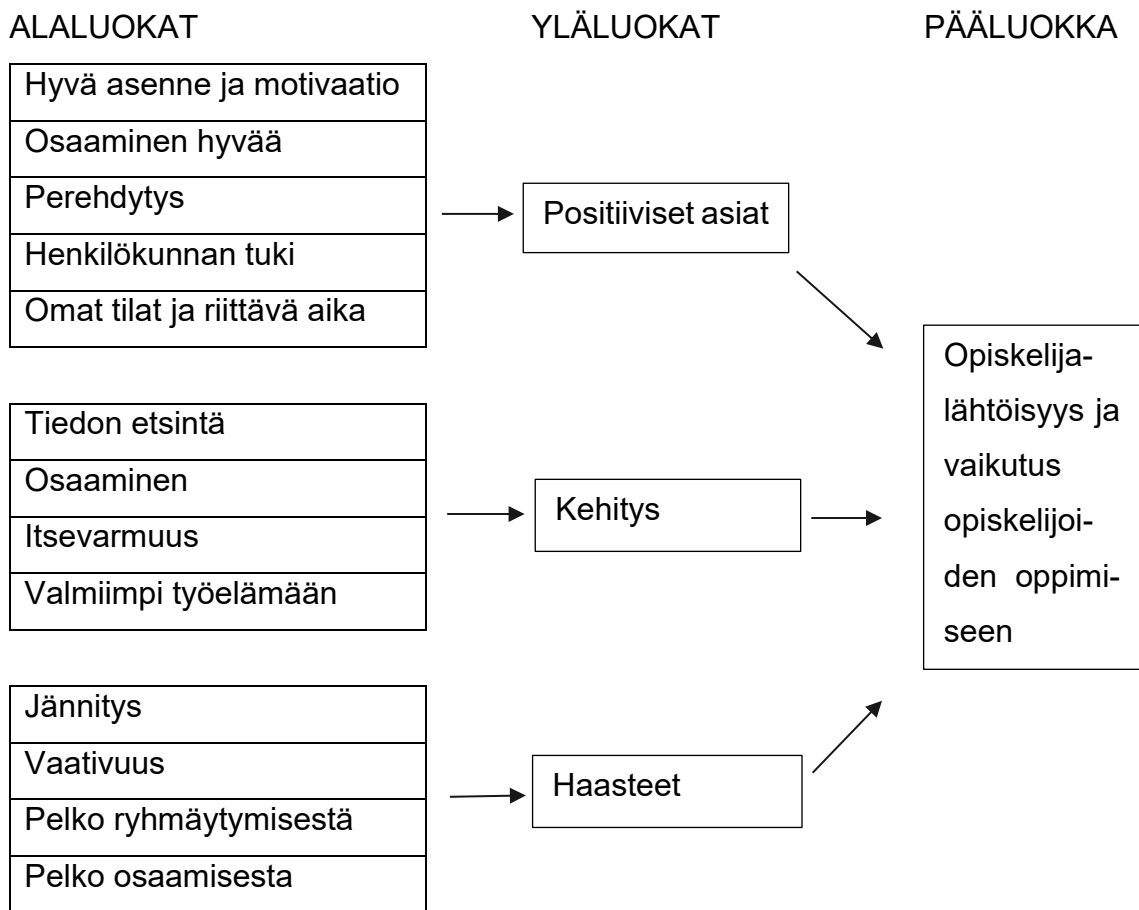 ALALUOKAT
YLÄLUOKAT
PÄÄLUOKKA
Hyvä asenne ja motivaatio
Osaaminen hyvää
Perehdytys
Henkilökunnan tuki
Omat tilat ja riittävä aika
Positiiviset asiat
Tiedon etsintä
Osaaminen
Itsevarmuus
Valmiimpi työelämään
Kehitys
Jännitys
Vaativuus
Pelko ryhmäytymisestä
Pelko osaamisesta
Haasteet
Opiskelija-
lähtöisyys ja
vaikutus
opiskelijoi-
den oppimi-
seen